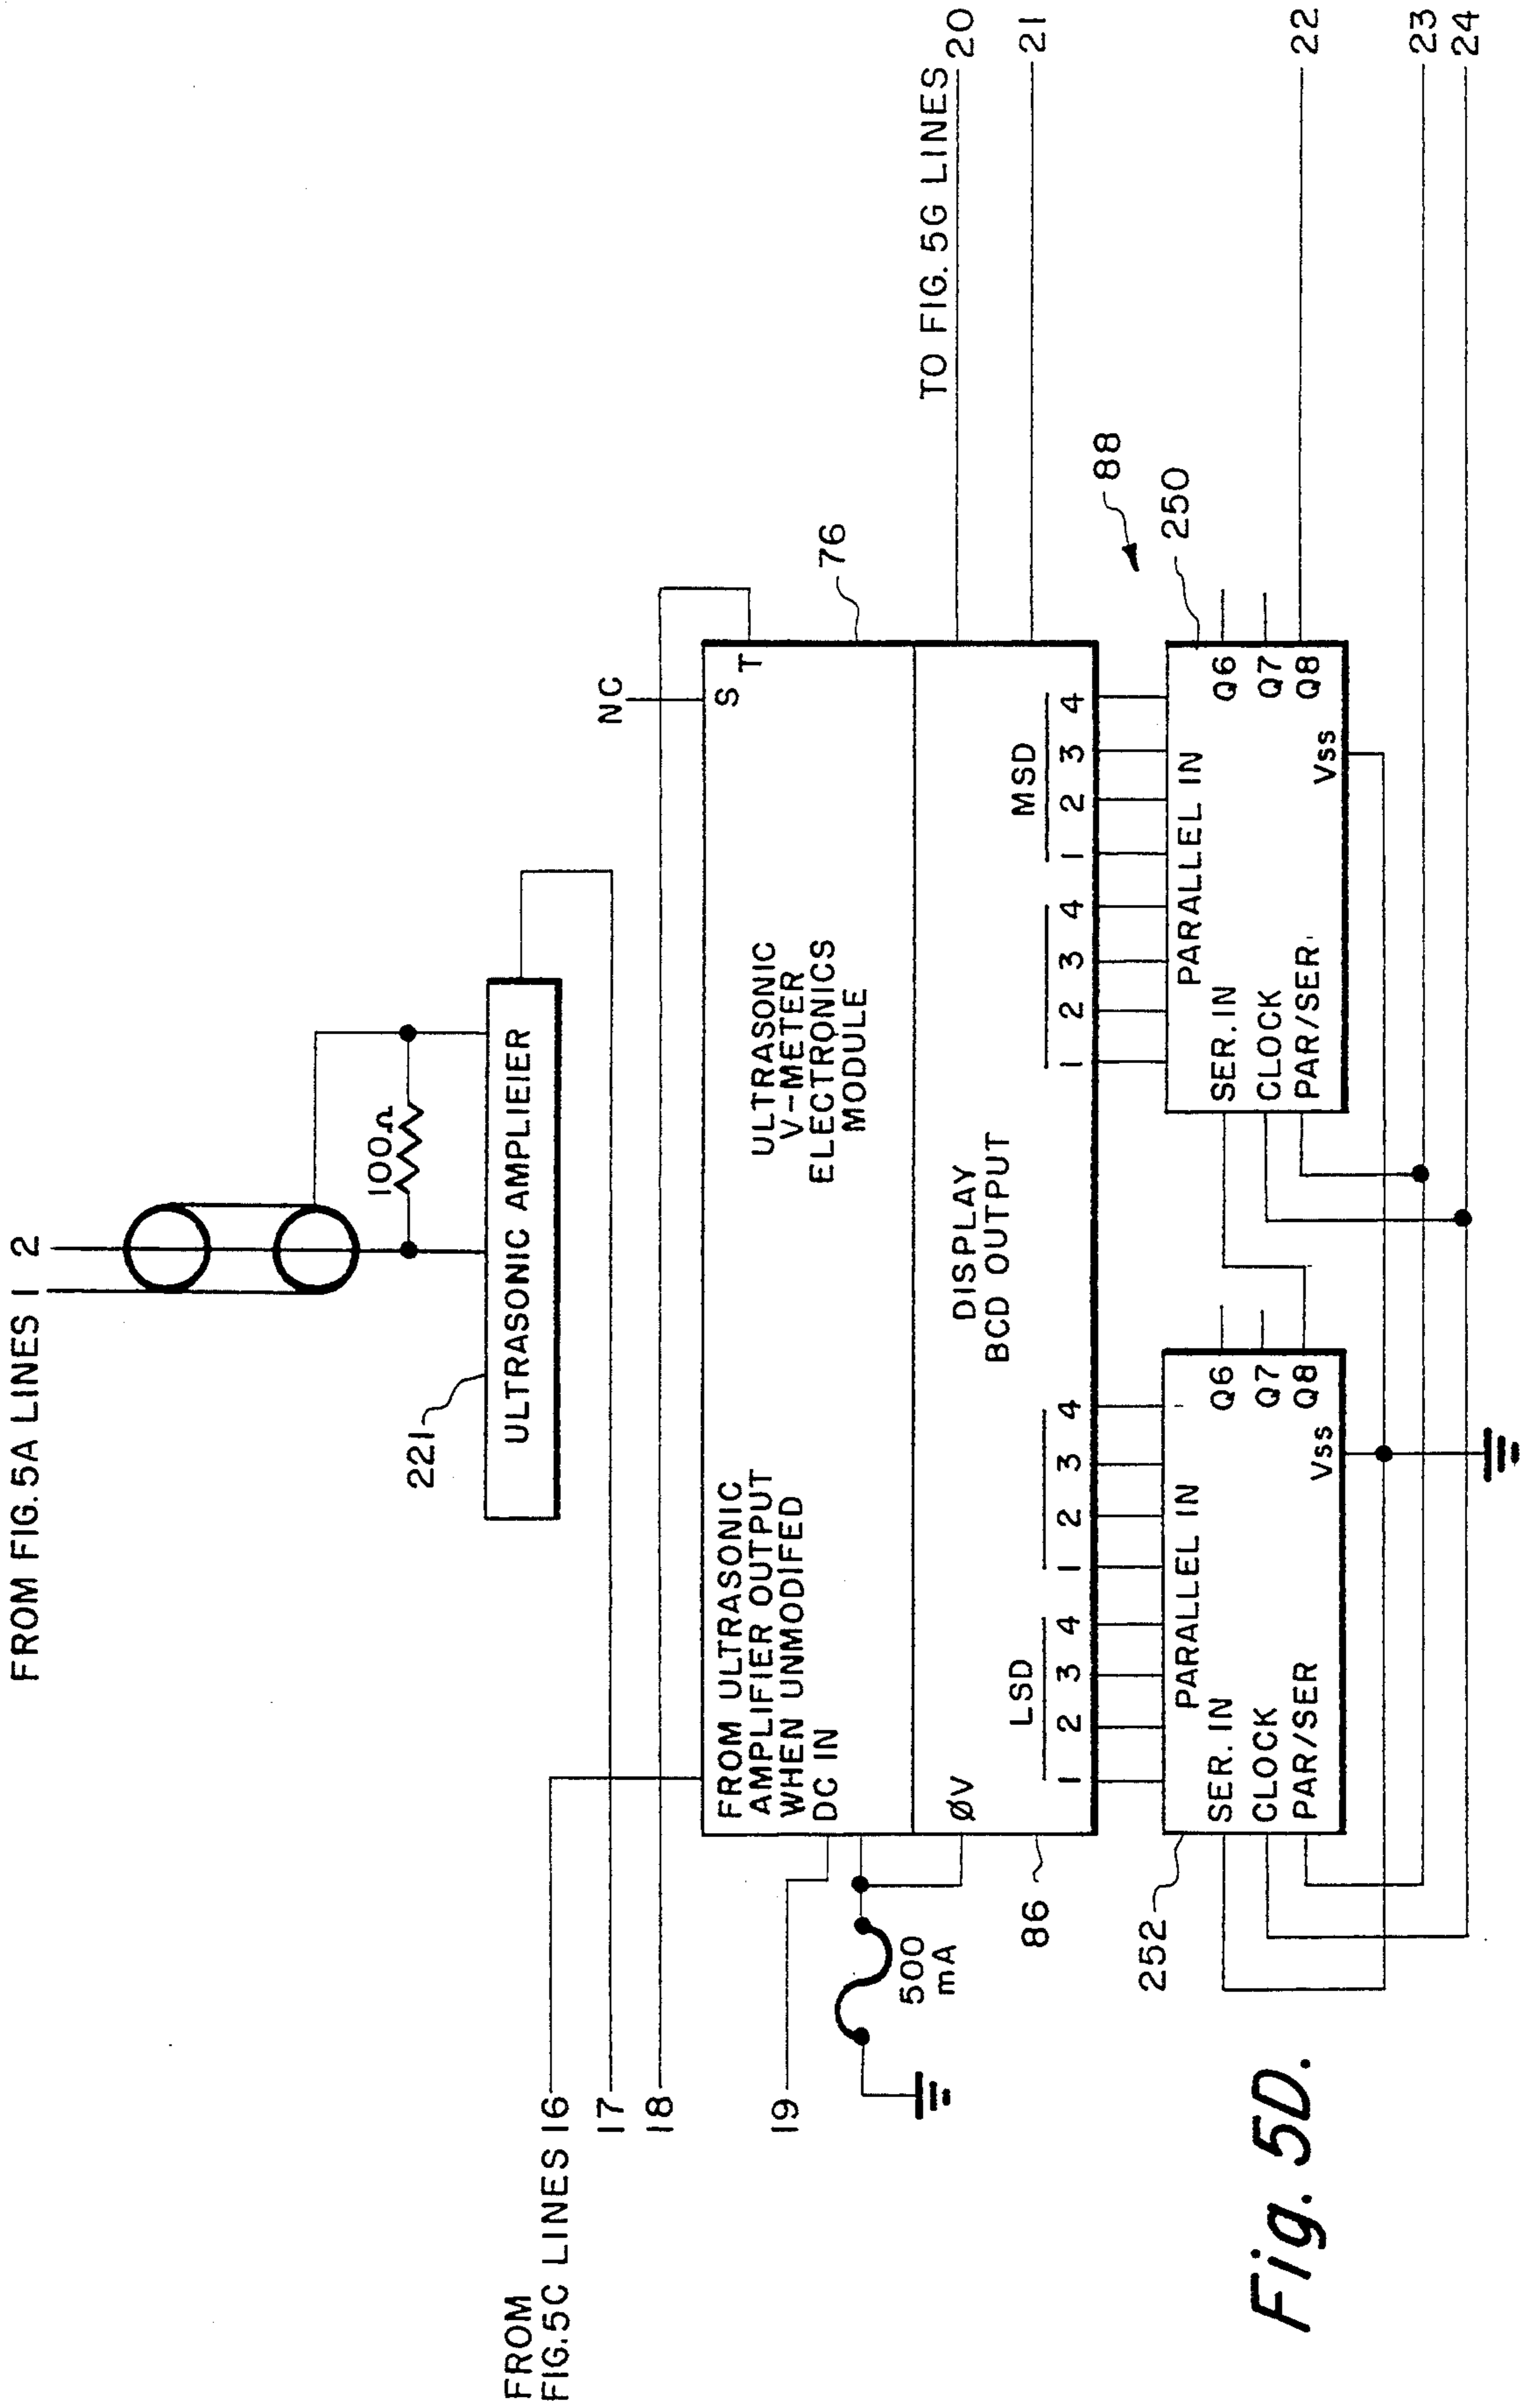 FROM FIG. 5A LINES 1 2
100Ω
221
ULTRASONIC AMPLIEIER
FROM
FIG. 5C LINES 16
17
18
19
NC
S
T
76
FROM ULTRASONIC
AMPLIFIER OUTPUT
WHEN UNMODIFED
DC IN
ULTRASONIC
V-METER
ELECTRONICS
MODULE
500
mA
ØV
86
DISPLAY
BCD OUTPUT
TO FIG. 5G LINES 20
21
LSD
MSD
1 2 3 4 1 2 3 4 1 2 3 4 1 2 3 4
88
252
PARALLEL IN
SER. IN
CLOCK
PAR/SER
Q6
Q7
Q8
Vss
250
PARALLEL IN
SER. IN
CLOCK
PAR/SER
Q6
Q7
Q8
Vss
22
23
24
Fig. 5D.